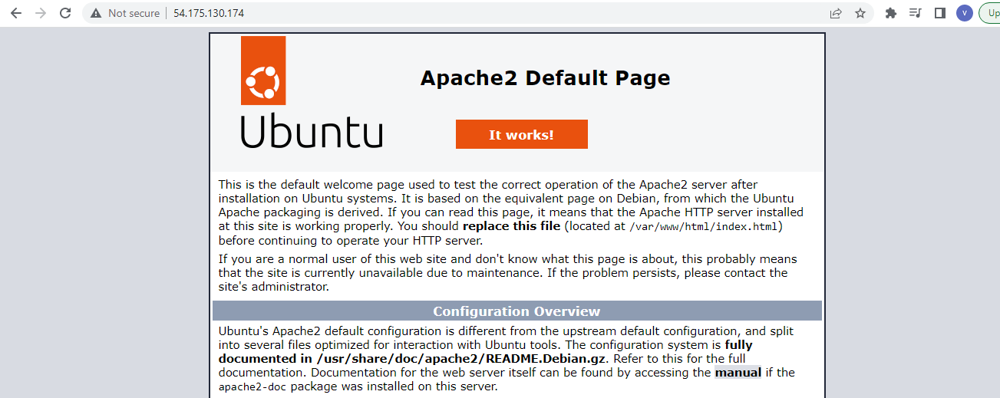 Not secure | 54.175.130.174
V
Up
Apache2 Default Page
Ubuntu
It works!
This is the default welcome page used to test the correct operation of the Apache2 server after
installation on Ubuntu systems. It is based on the equivalent page on Debian, from which the Ubuntu
Apache packaging is derived. If you can read this page, it means that the Apache HTTP server installed
at this site is working properly. You should replace this file (located at /var/www/html/index.html)
before continuing to operate your HTTP server.
If you are a normal user of this web site and don't know what this page is about, this probably means
that the site is currently unavailable due to maintenance. If the problem persists, please contact the
site's administrator.
Configuration Overview
Ubuntu's Apache2 default configuration is different from the upstream default configuration, and split
into several files optimized for interaction with Ubuntu tools. The configuration system is fully
documented in /usr/share/doc/apache2/README.Debian.gz. Refer to this for the full
documentation. Documentation for the web server itself can be found by accessing the manual if the
apache2-doc package was installed on this server.